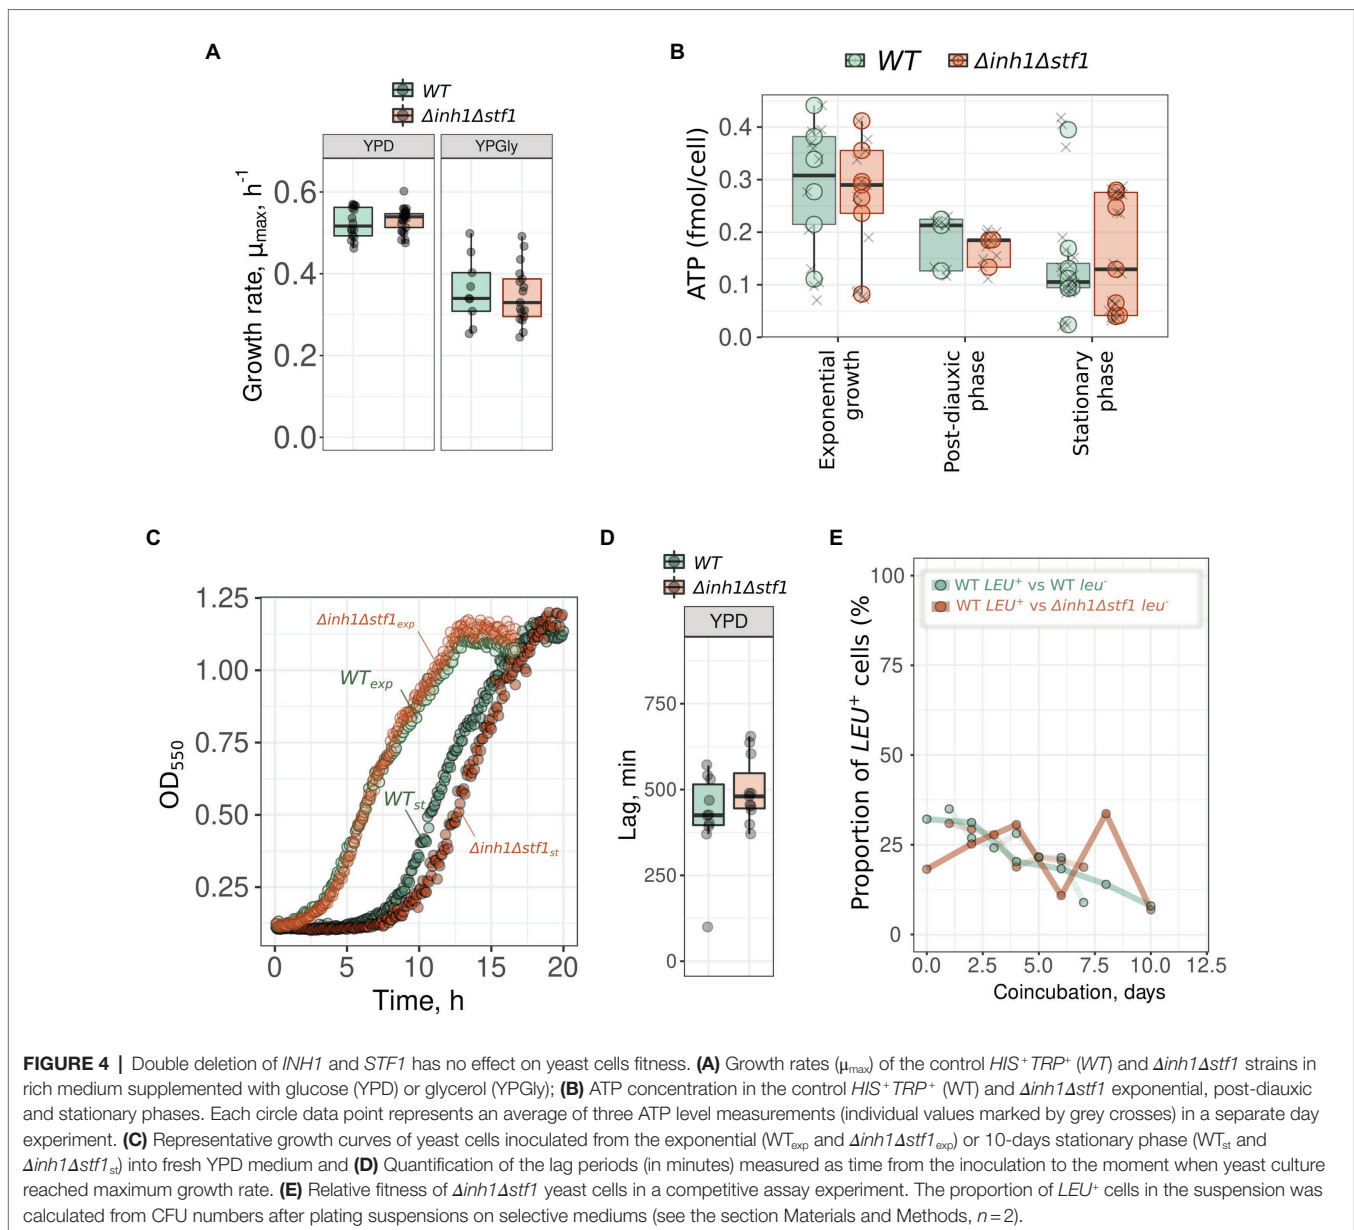 A
WT
Δinh1Δstf1
YPD
YPGly
Growth rate, μmax, h-1
0.6
0.4
0.2
0.0
B
WT
Δinh1Δstf1
ATP (fmol/cell)
0.4
0.3
0.2
0.1
0.0
Exponential
growth
Post-diauxic
phase
Stationary
phase
C
OD550
1.25
1.00
0.75
0.50
0.25
Δinh1Δstf1exp
WTexp
WTst
Δinh1Δstf1st
0 5 10 15 20
Time, h
D
WT
Δinh1Δstf1
YPD
Lag, min
750
500
250
0
E
Proportion of LEU+ cells (%
100
75
50
25
0
WT LEU+ vs WT leu-
WT LEU+ vs Δinh1Δstf1 leu-
0.0 2.5 5.0 7.5 10.0 12.5
Coincubation, days
FIGURE 4 | Double deletion of INH1 and STF1 has no effect on yeast cells fitness. (A) Growth rates (μmax) of the control HIS+TRP+ (WT) and Δinh1Δstf1 strains in
rich medium supplemented with glucose (YPD) or glycerol (YPGly); (B) ATP concentration in the control HIS+TRP+ (WT) and Δinh1Δstf1 exponential, post-diauxic
and stationary phases. Each circle data point represents an average of three ATP level measurements (individual values marked by grey crosses) in a separate day
experiment. (C) Representative growth curves of yeast cells inoculated from the exponential (WTexp and Δinh1Δstf1exp) or 10-days stationary phase (WTst and
Δinh1Δstf1st) into fresh YPD medium and (D) Quantification of the lag periods (in minutes) measured as time from the inoculation to the moment when yeast culture
reached maximum growth rate. (E) Relative fitness of Δinh1Δstf1 yeast cells in a competitive assay experiment. The proportion of LEU+ cells in the suspension was
calculated from CFU numbers after plating suspensions on selective mediums (see the section Materials and Methods, n=2).